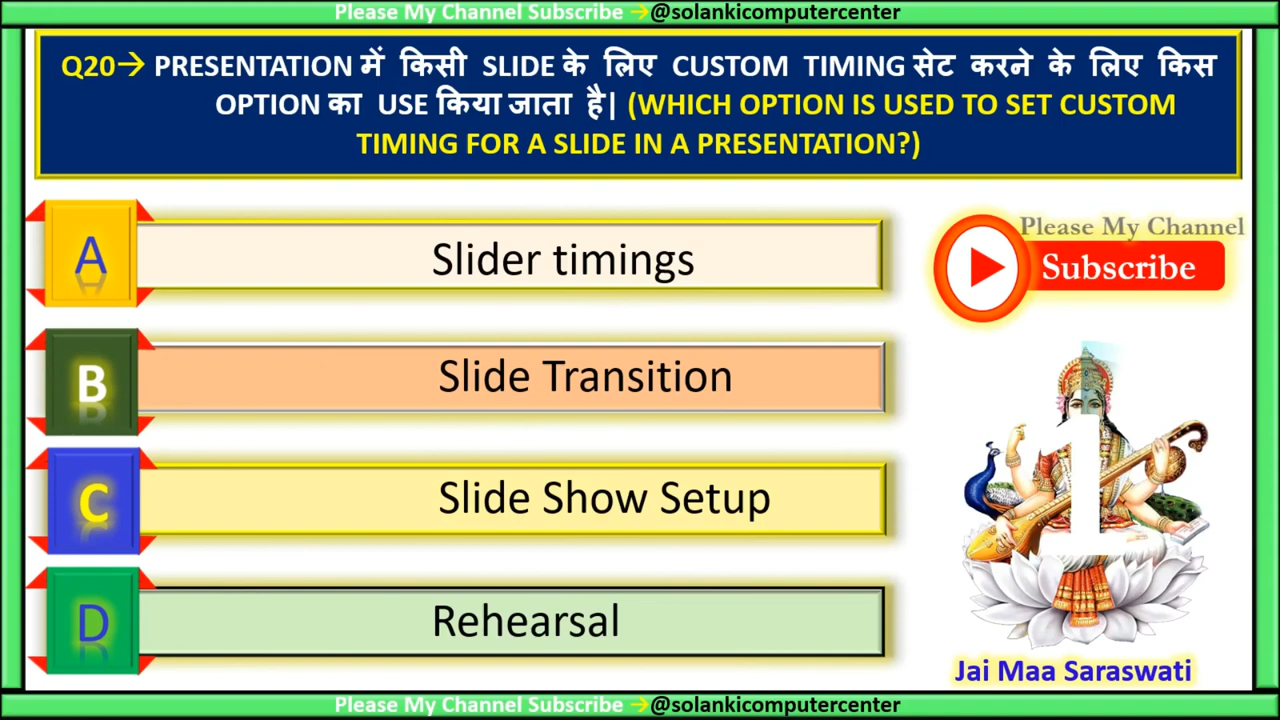 Please My Channel Subscribe →@solankicomputercenter
Q20→ PRESENTATION में किसी SLIDE के लिए CUSTOM TIMING सेट करने के लिए किस
OPTION का USE किया जाता है| (WHICH OPTION IS USED TO SET CUSTOM
TIMING FOR A SLIDE IN A PRESENTATION?)
A Slider timings
Please My Channel
Subscribe
B Slide Transition
C Slide Show Setup
1
D Rehearsal
Jai Maa Saraswati
Please My Channel Subscribe →@solankicomputercenter